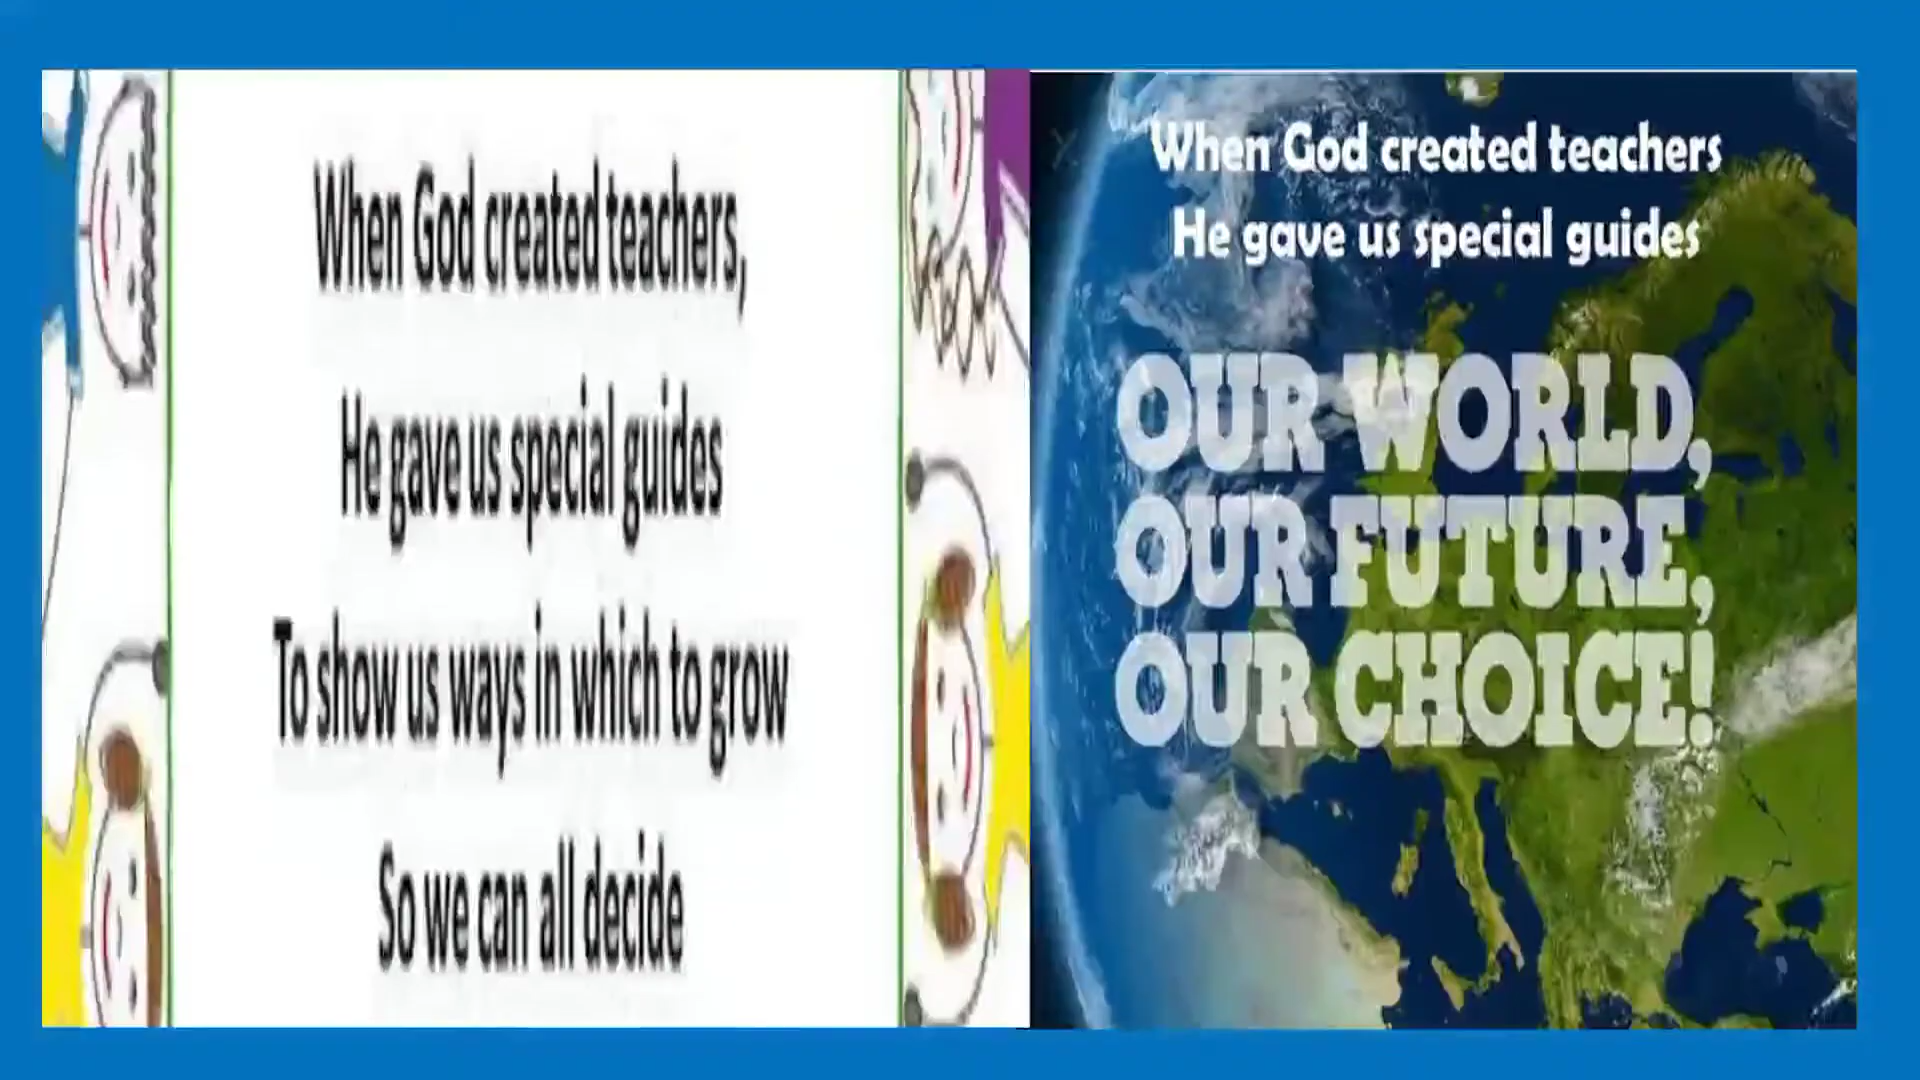 When God created teachers,
He gave us special guides
To show us ways in which to grow
So we can all decide
When God created teachers
He gave us special guides
OUR WORLD,
OUR FUTURE,
OUR CHOICE!